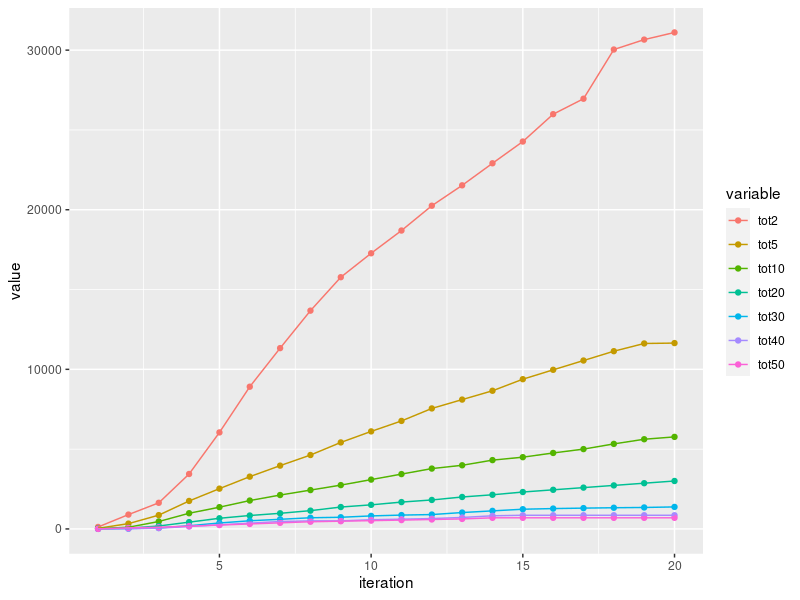 30000
20000
10000
0
value
5
10
15
20
iteration
variable
tot2
tot5
tot10
tot20
tot30
tot40
tot50